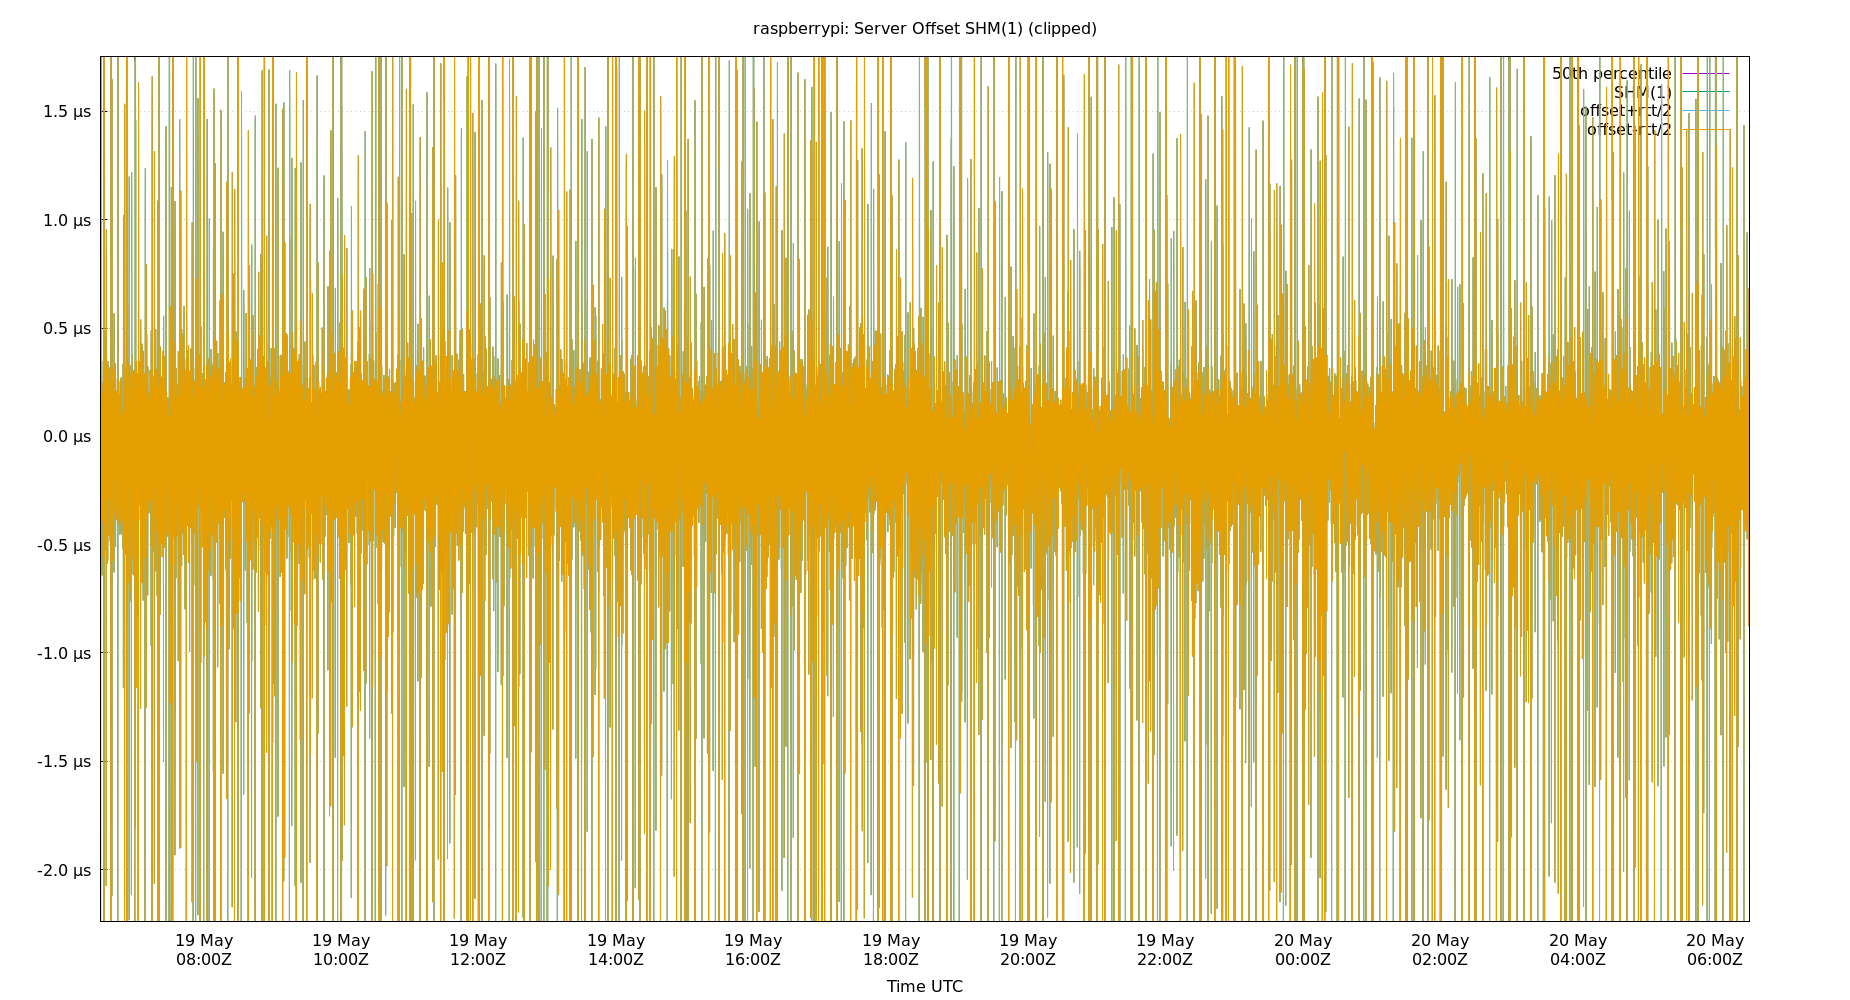 raspberrypi: Server Offset SHM(1) (clipped)
50th percentile
SHM(1)
offset+rtt/2
offset-rtt/2
1.5 µs
1.0 µs
0.5 µs
0.0 µs
-0.5 µs
-1.0 µs
-1.5 µs
-2.0 µs
19 May 19 May 19 May 19 May 19 May 19 May 19 May 19 May 20 May 20 May 20 May 20 May
08:00Z 10:00Z 12:00Z 14:00Z 16:00Z 18:00Z 20:00Z 22:00Z 00:00Z 02:00Z 04:00Z 06:00Z
Time UTC